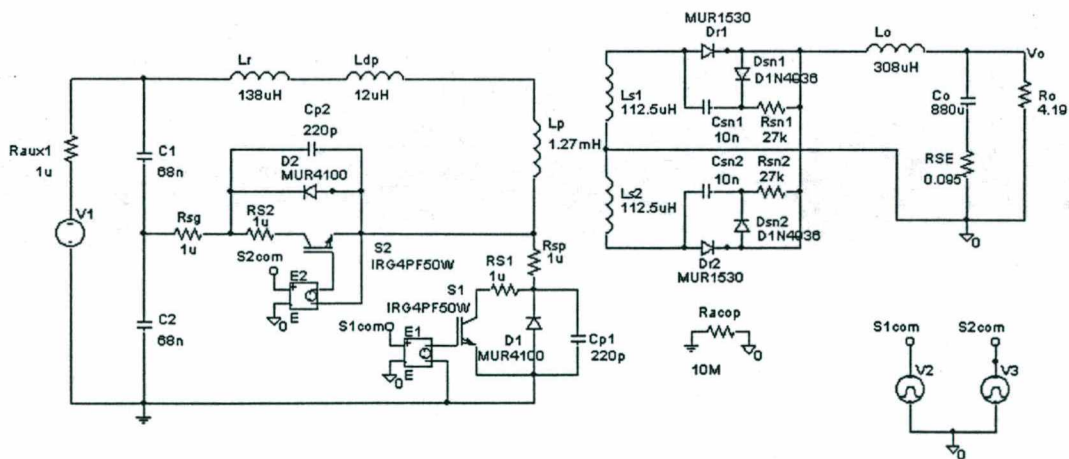 MUR1530
Dr1
Lo
308uH
Vo
Dsn1
D1N4936
Co
880u
Ro
4.19
Lr
138uH
Ldp
12uH
Ls1
112.5uH
Csn1
10n
Rsn1
27k
Cp2
220p
Lp
1.27mH
Raux1
1u
C1
68n
D2
MUR4100
Csn2
10n
Rsn2
27k
RSE
0.095
Ls2
112.5uH
V1
Rsg
1u
RS2
1u
Dsn2
D1N4936
0
S2
IRG4PF50W
Rsp
1u
Dr2
MUR1530
S2com
E2
E
0
RS1
1u
S1
IRG4PF50W
C2
68n
S1com
E1
E
0
D1
MUR4100
Cp1
220p
Racop
0
10M
S1com
S2com
V2
V3
0